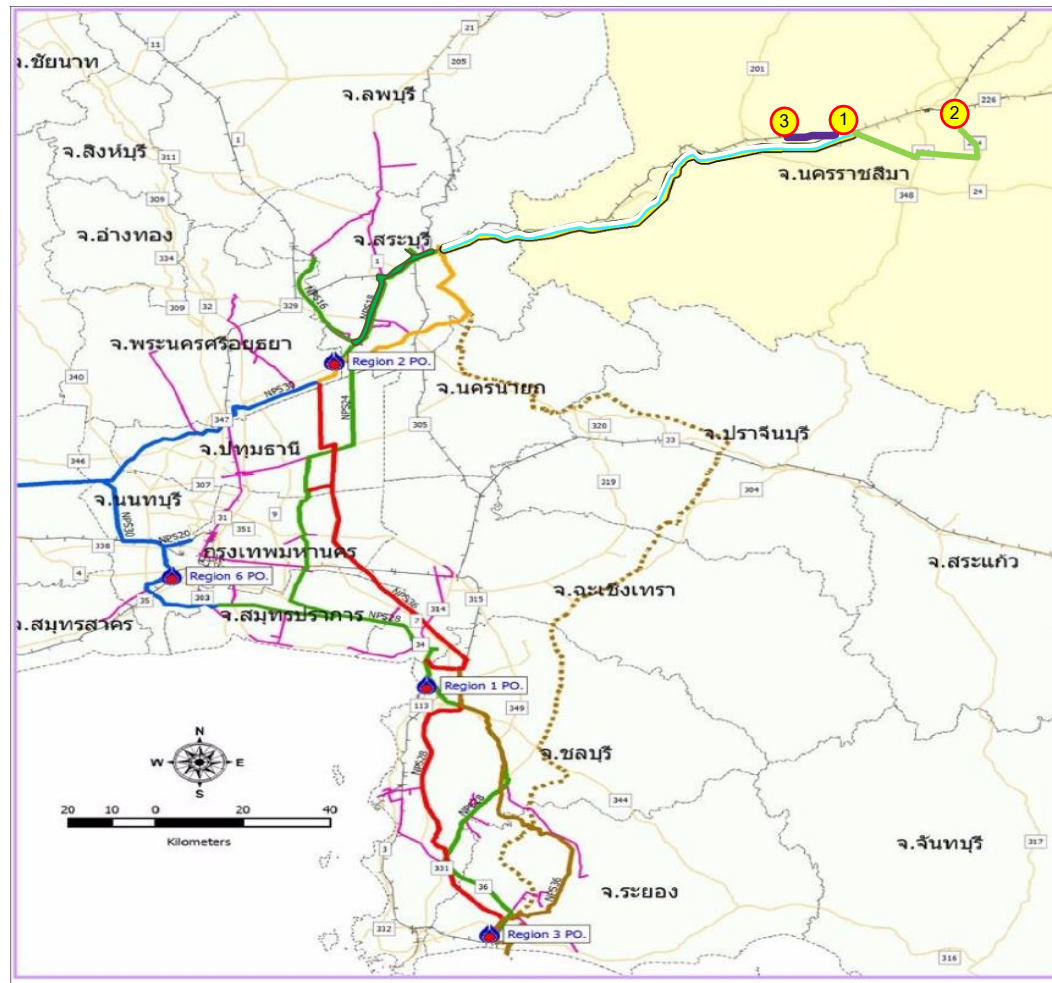 21
11
205
จ.ชัยนาท
201
จ.ลพบุรี
226
3
1
2
1
จ.สิงห์บุรี
311
จ.นครราชสีมา
309
348
24
จ.อ่างทอง
จ.สระบุรี
334
1
NPS16
NPS18
309
32
329
จ.พระนครศรีอยุธยา
Region 2 PO.
340
จ.นครนายก
NPS30
NPS24
347
305
320
33
จ.ปราจีนบุรี
จ.ปทุมธานี
346
307
319
304
จ.นนทบุรี
31
351
9
NPS30
NPS20
338
กรุงเทพมหานคร
จ.สระแก้ว
4
Region 6 PO.
จ.ฉะเชิงเทรา
35
303
NPS36
314
315
จ.สมุทรปราการ
NPS28
7
จ.สมุทรสาคร
34
Region 1 PO.
113
349
N
W
E
S
จ.ชลบุรี
NPS28
20
0
20
40
Kilometers
NPS28
344
3
317
จ.จันทบุรี
331
36
NPS36
จ.ระยอง
332
Region 3 PO.
316